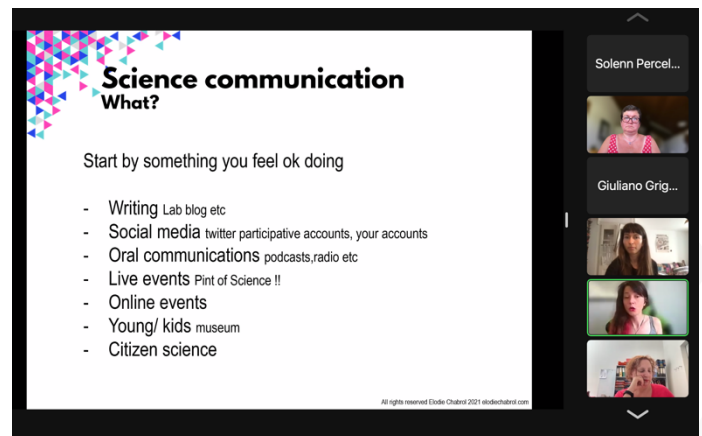 Science communication
What?
Start by something you feel ok doing
- Writing Lab blog etc
- Social media twitter participative accounts, your accounts
- Oral communications podcasts,radio etc
- Live events Pint of Science !!
- Online events
- Young/ kids museum
- Citizen science
All rights reserved Elodie Chabrol 2021 elodiechabrol.com
Solenn Percel...
Giuliano Grig...